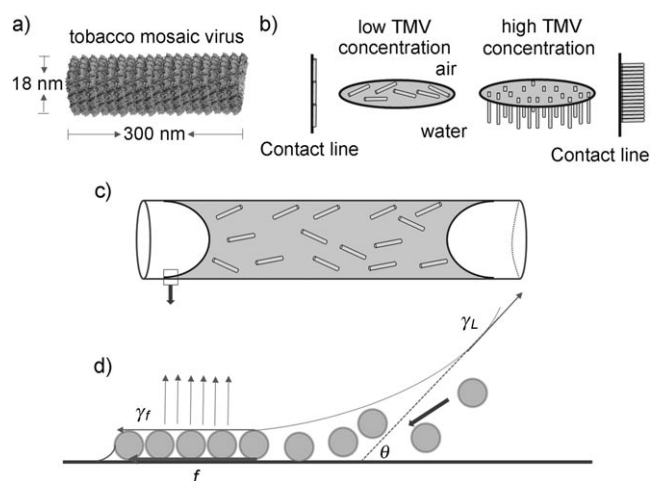 a)
tobacco mosaic virus
18 nm
300 nm
b)
low TMV
concentration
air
water
Contact line
high TMV
concentration
Contact line
c)
d)
γf
f
γL
θ